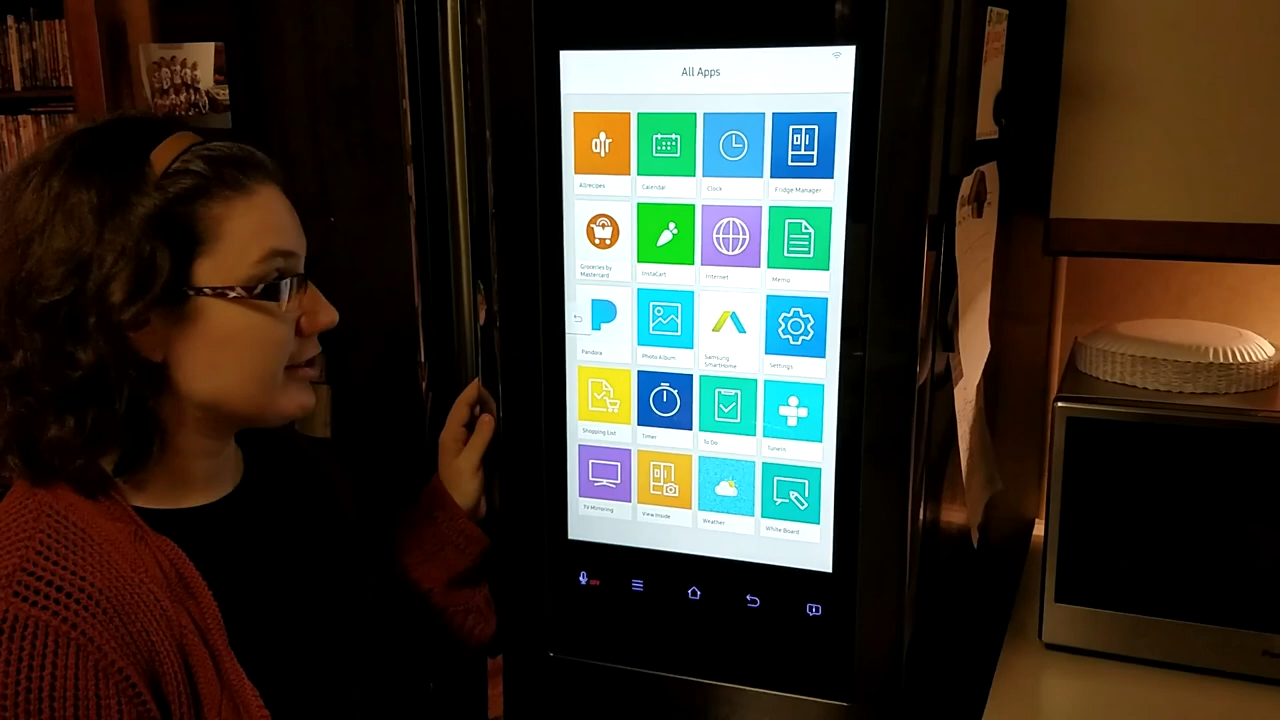 All Apps
Allrecipes
Calendar
Clock
Fridge Manager
Groceries by
Mastercard
InstaCart
Internet
Memo
Pandora
Photo Album
Samsung
SmartHome
Settings
Shopping List
Timer
To Do
TuneIn
TV Mirroring
View Inside
Weather
White Board
OFF